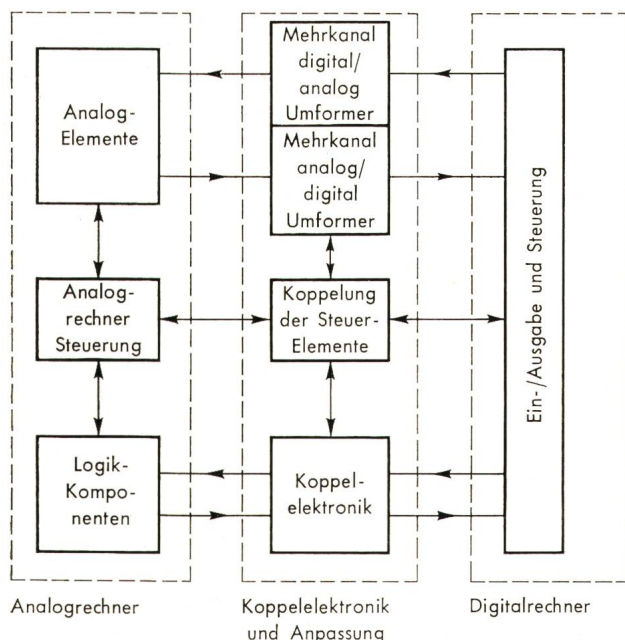 Analog-
Elemente
Analog-
rechner
Steuerung
Logik-
Kompo-
nenten
Analogrechner
Mehrkanal
digital/
analog
Umformer
Mehrkanal
analog/
digital
Umformer
Koppelung
der Steuer-
Elemente
Koppel-
elektronik
Koppelelektronik
und Anpassung
Ein-/Ausgabe und Steuerung
Digitalrechner